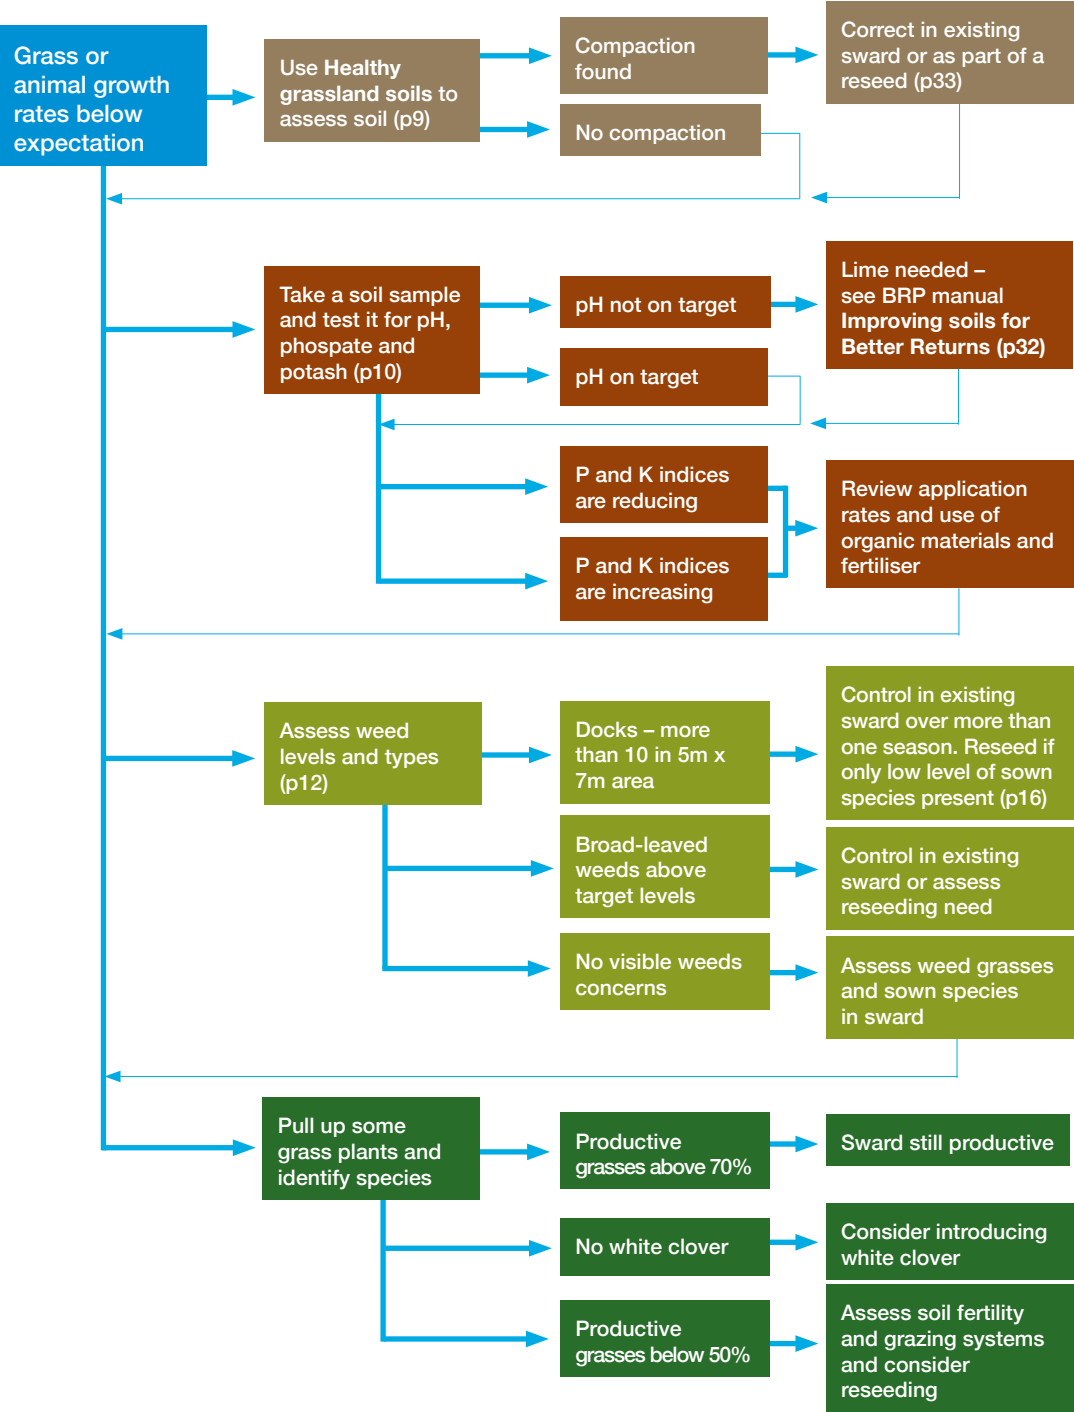 Grass or
animal growth
rates below
expectation
Use Healthy
grassland soils to
assess soil (p9)
Compaction
found
Correct in existing
sward or as part of a
reseed (p33)
No compaction
Take a soil sample
and test it for pH,
phospate and
potash (p10)
pH not on target
Lime needed –
see BRP manual
Improving soils for
Better Returns (p32)
pH on target
P and K indices
are reducing
Review application
rates and use of
organic materials and
fertiliser
P and K indices
are increasing
Assess weed
levels and types
(p12)
Docks – more
than 10 in 5m x
7m area
Control in existing
sward over more than
one season. Reseed if
only low level of sown
species present (p16)
Broad-leaved
weeds above
target levels
Control in existing
sward or assess
reseeding need
No visible weeds
concerns
Assess weed grasses
and sown species
in sward
Pull up some
grass plants and
identify species
Productive
grasses above 70%
Sward still productive
No white clover
Consider introducing
white clover
Productive
grasses below 50%
Assess soil fertility
and grazing systems
and consider
reseeding